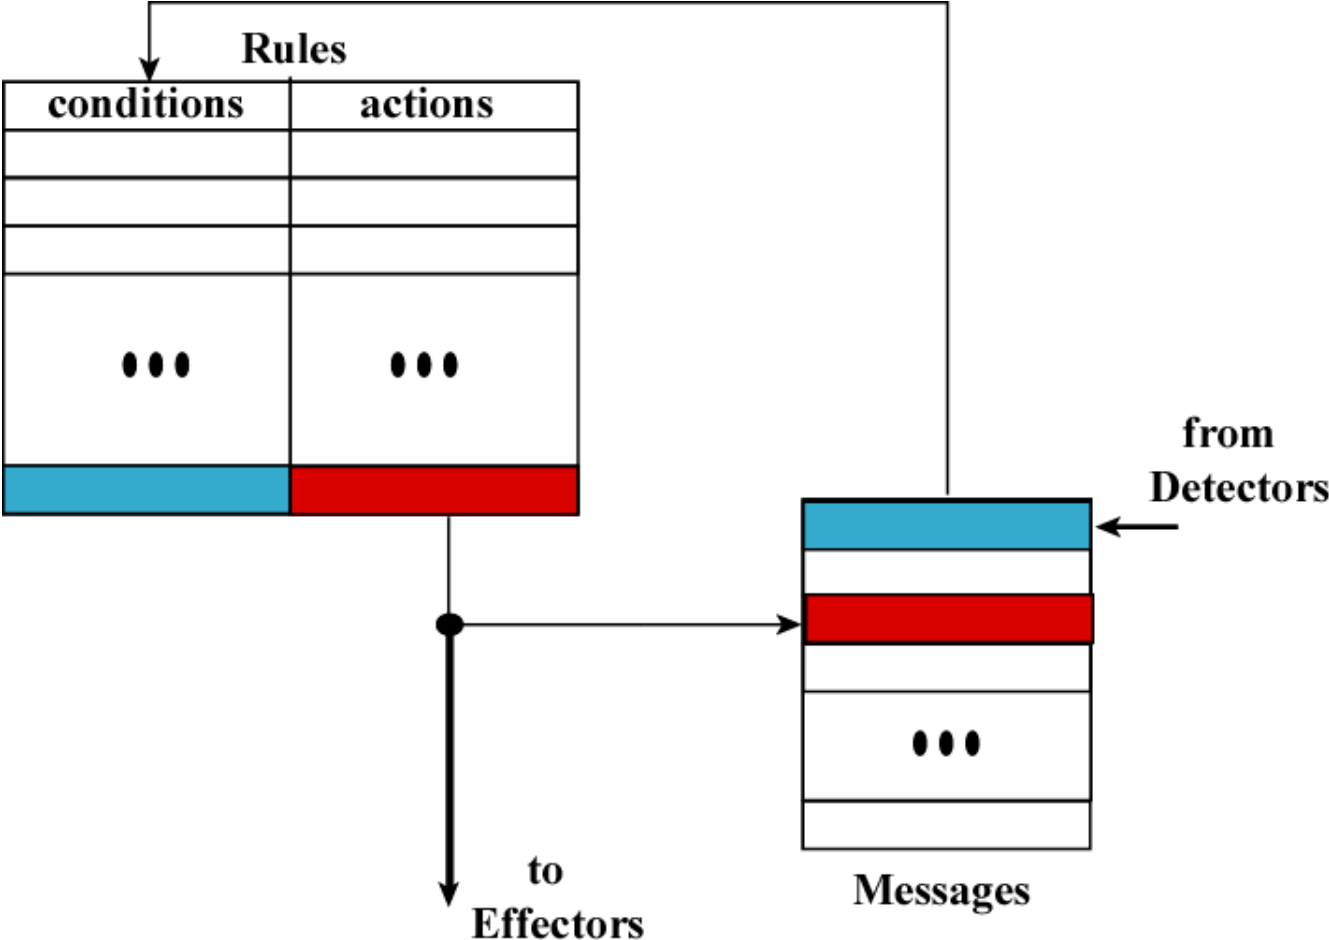 Rules
conditions
actions
from
Detectors
to
Effectors
Messages